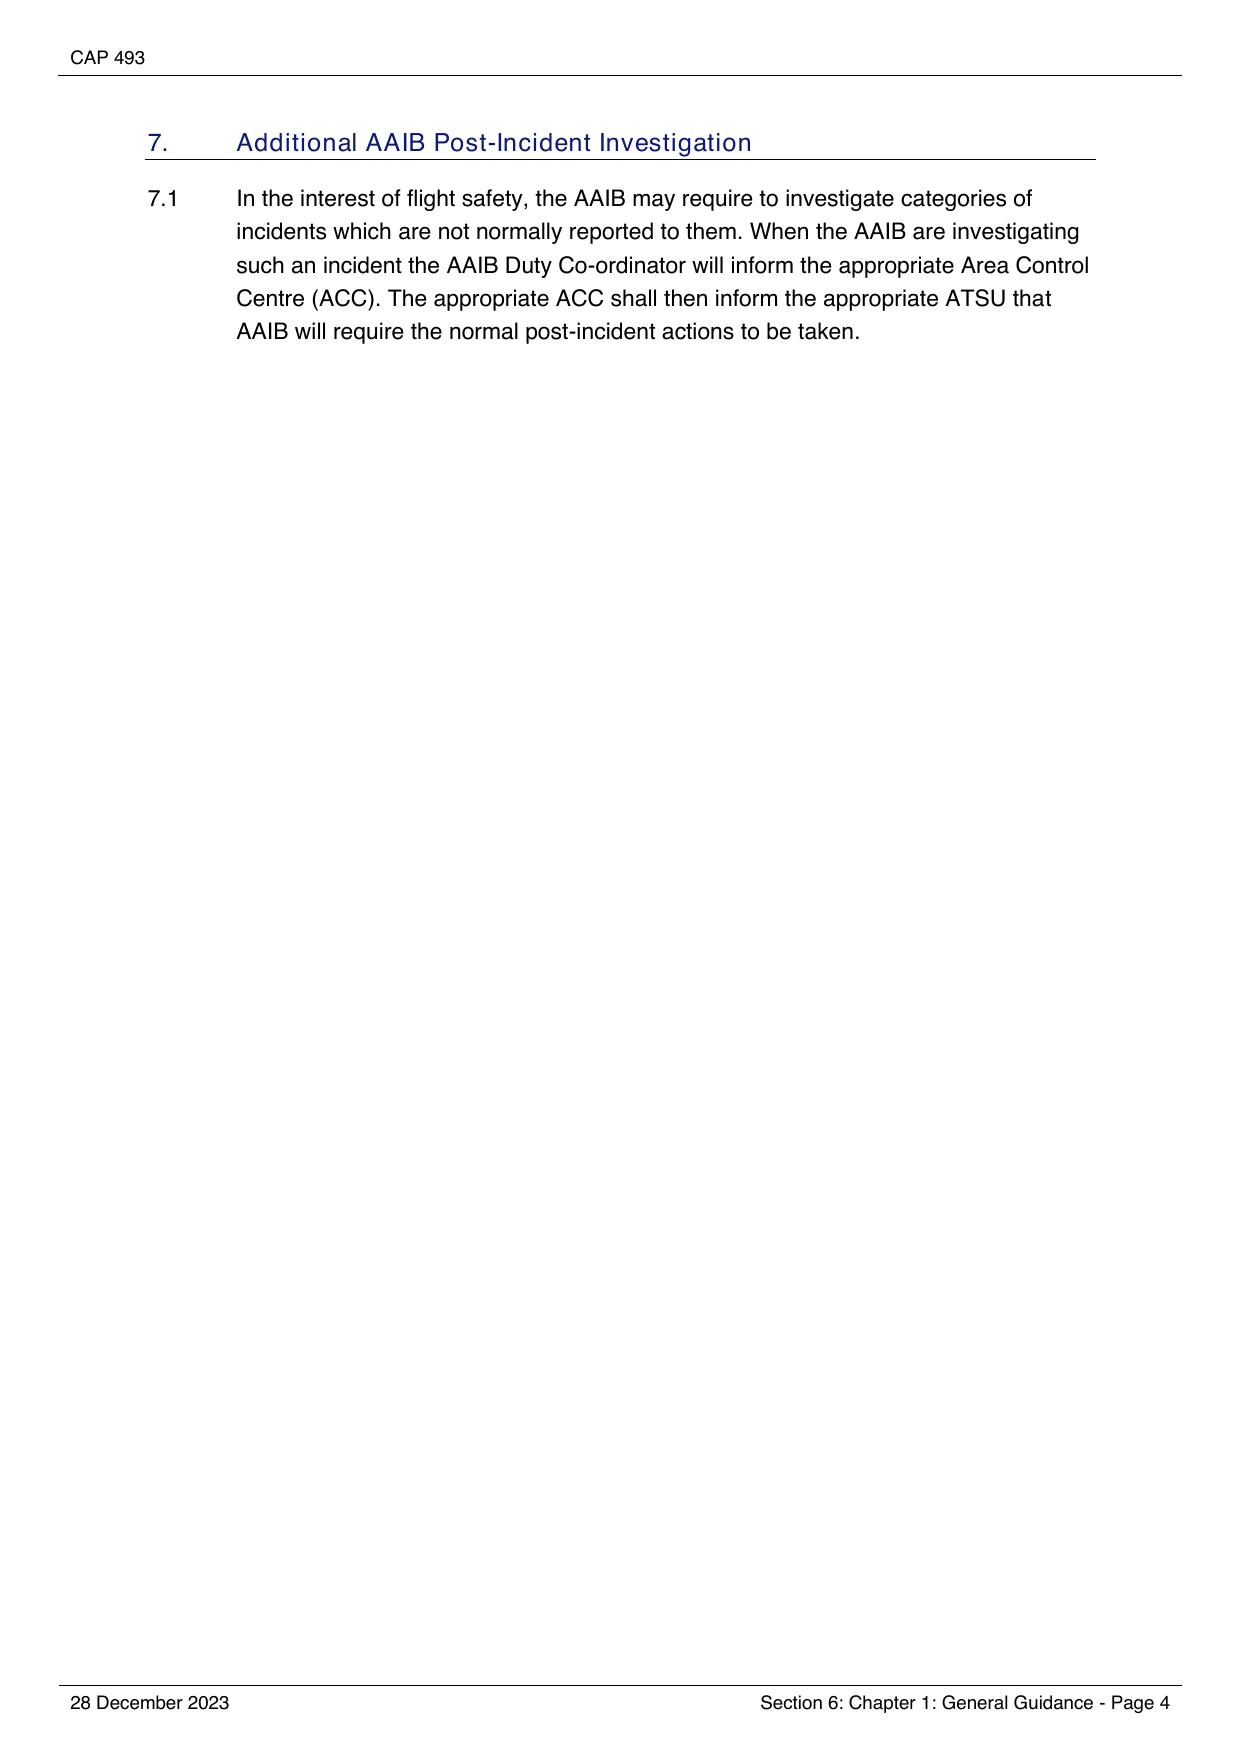 CAP 493
7. Additional AAIB Post-Incident Investigation
7.1 In the interest of flight safety, the AAIB may require to investigate categories of
incidents which are not normally reported to them. When the AAIB are investigating
such an incident the AAIB Duty Co-ordinator will inform the appropriate Area Control
Centre (ACC). The appropriate ACC shall then inform the appropriate ATSU that
AAIB will require the normal post-incident actions to be taken.
28 December 2023 Section 6: Chapter 1: General Guidance - Page 4